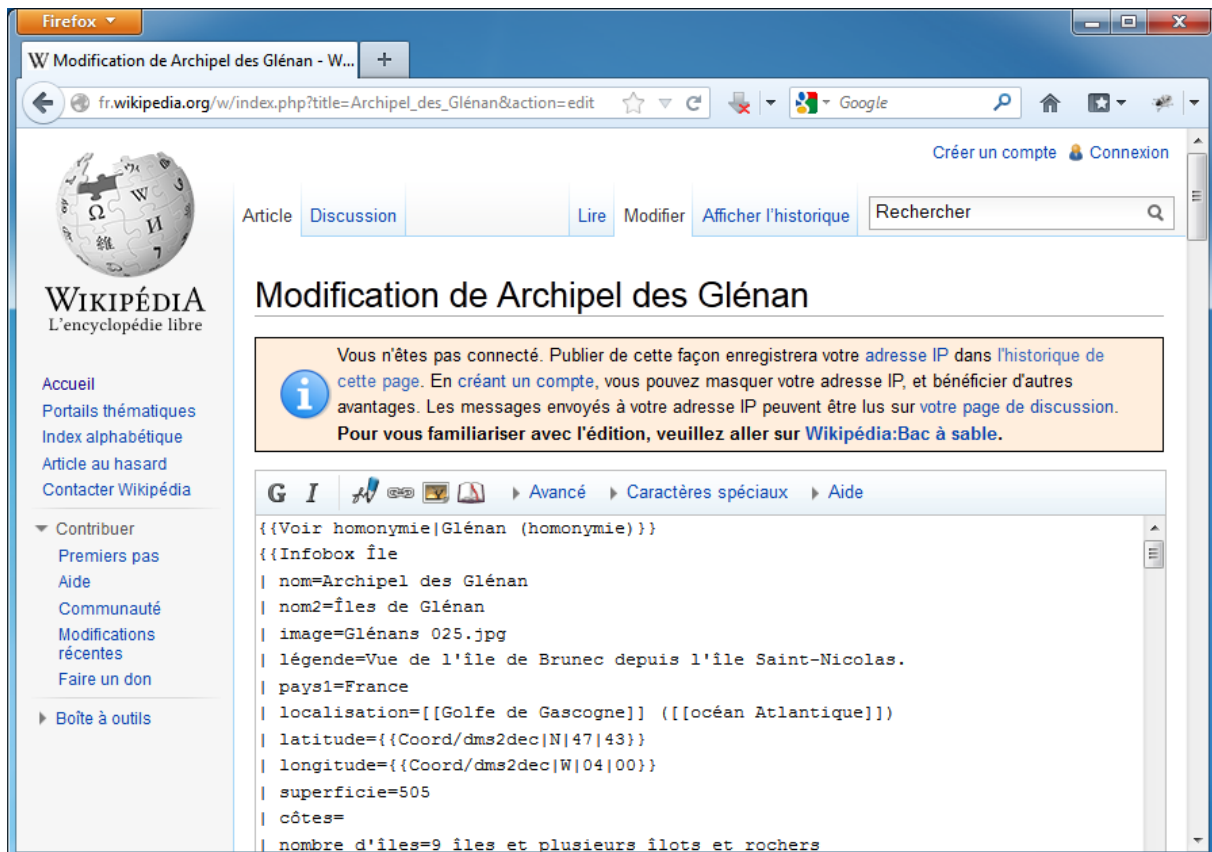 Firefox
W Modification de Archipel des Glénan - W...
fr.wikipedia.org/w/index.php?title=Archipel_des_Glénan&action=edit
Google
Créer un compte Connexion
Article Discussion Lire Modifier Afficher l'historique Rechercher
WIKIPÉDIA
L'encyclopédie libre
Accueil
Portails thématiques
Index alphabétique
Article au hasard
Contacter Wikipédia
Contribuer
Premiers pas
Aide
Communauté
Modifications
récentes
Faire un don
Boîte à outils
Modification de Archipel des Glénan
Vous n'êtes pas connecté. Publier de cette façon enregistrera votre adresse IP dans l'historique de
cette page. En créant un compte, vous pouvez masquer votre adresse IP, et bénéficier d'autres
avantages. Les messages envoyés à votre adresse IP peuvent être lus sur votre page de discussion.
Pour vous familiariser avec l'édition, veuillez aller sur Wikipédia:Bac à sable.
G I Avancé Caractères spéciaux Aide
{{Voir homonymie|Glénan (homonymie)}}
{{Infobox Île
| nom=Archipel des Glénan
| nom2=Îles de Glénan
| image=Glénans 025.jpg
| légende=Vue de l'île de Brunec depuis l'île Saint-Nicolas.
| pays1=France
| localisation=[[Golfe de Gascogne]] ([[océan Atlantique]])
| latitude={{Coord/dms2dec|N|47|43}}
| longitude={{Coord/dms2dec|W|04|00}}
| superficie=505
| côtes=
| nombre d'îles=9 îles et plusieurs îlots et rochers